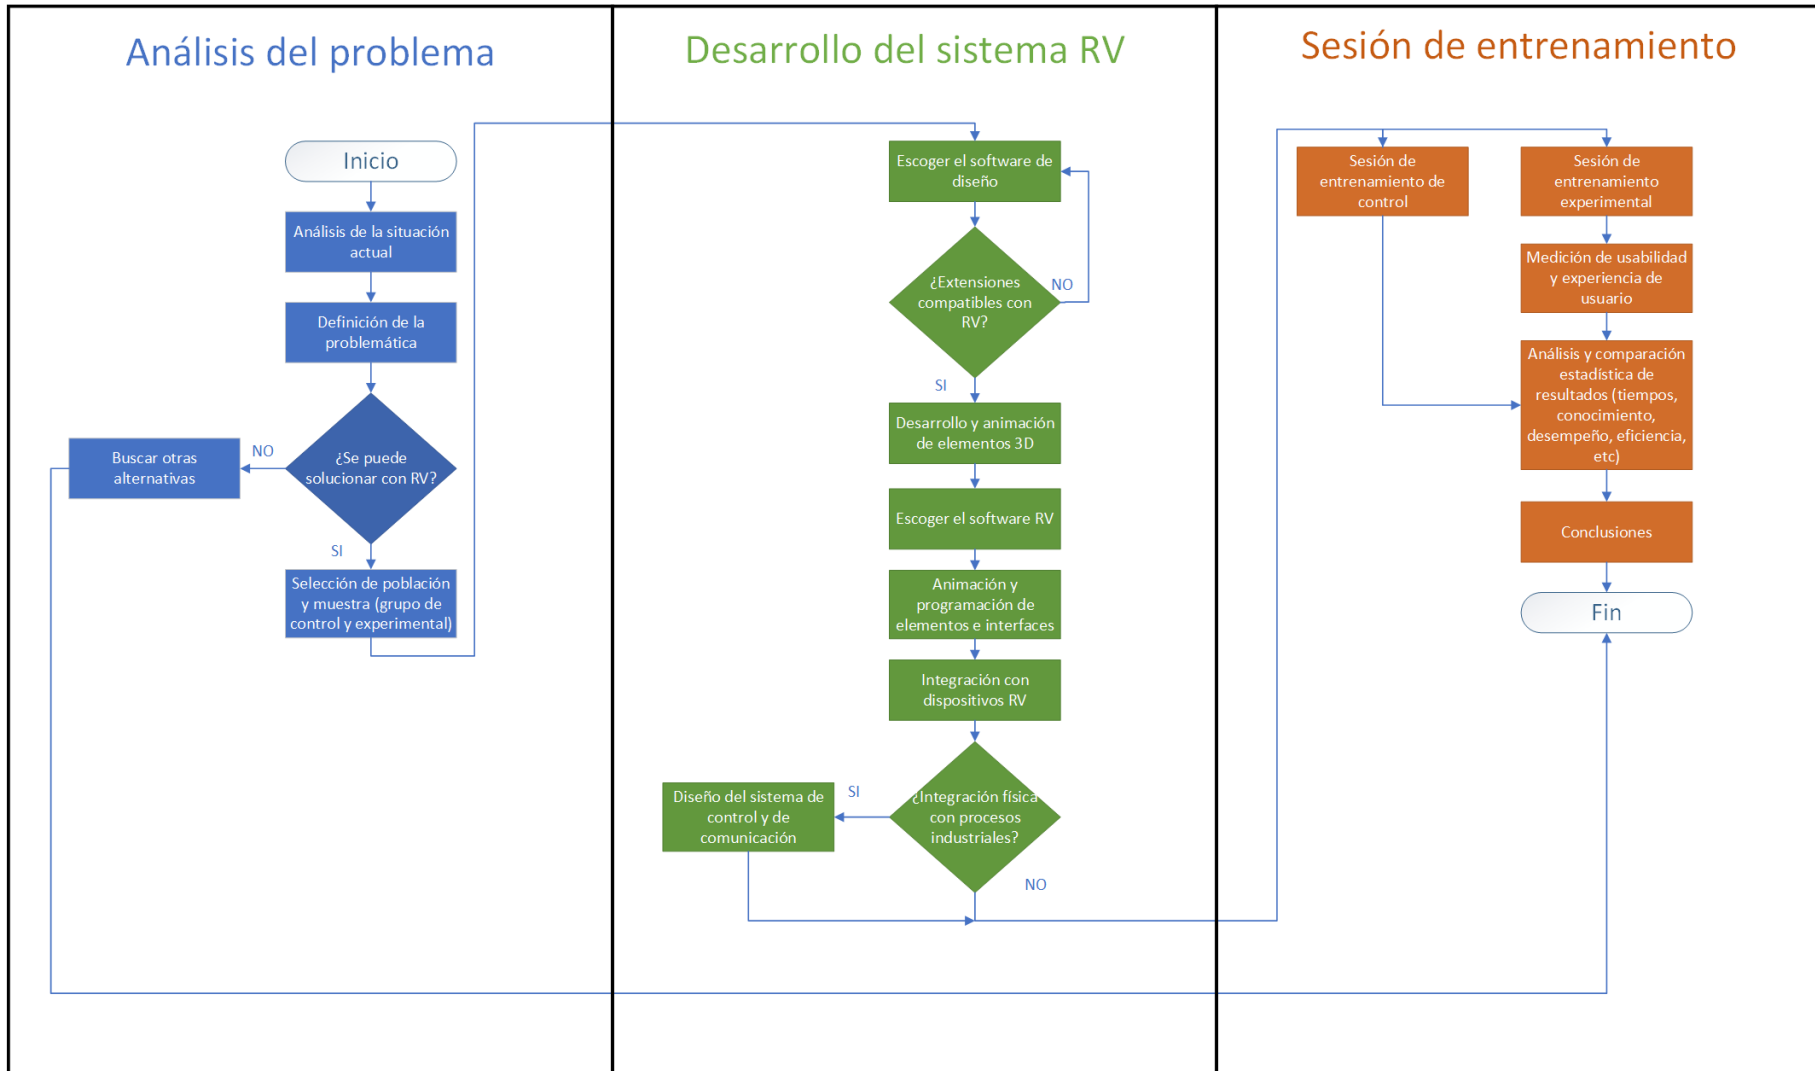 Análisis del problema
Inicio
Análisis de la situación
actual
Definición de la
problemática
¿Se puede
solucionar con RV?
NO
Buscar otras
alternativas
SI
Selección de población
y muestra (grupo de
control y experimental)
Desarrollo del sistema RV
Escoger el software de
diseño
¿Extensiones
compatibles con
RV?
NO
SI
Desarrollo y animación
de elementos 3D
Escoger el software RV
Animación y
programación de
elementos e interfaces
Integración con
dispositivos RV
¿Integración física
con procesos
industriales?
SI
Diseño del sistema de
control y de
comunicación
NO
Sesión de entrenamiento
Sesión de
entrenamiento de
control
Sesión de
entrenamiento
experimental
Medición de usabilidad
y experiencia de
usuario
Análisis y comparación
estadística de
resultados (tiempos,
conocimiento,
desempeño, eficiencia,
etc)
Conclusiones
Fin